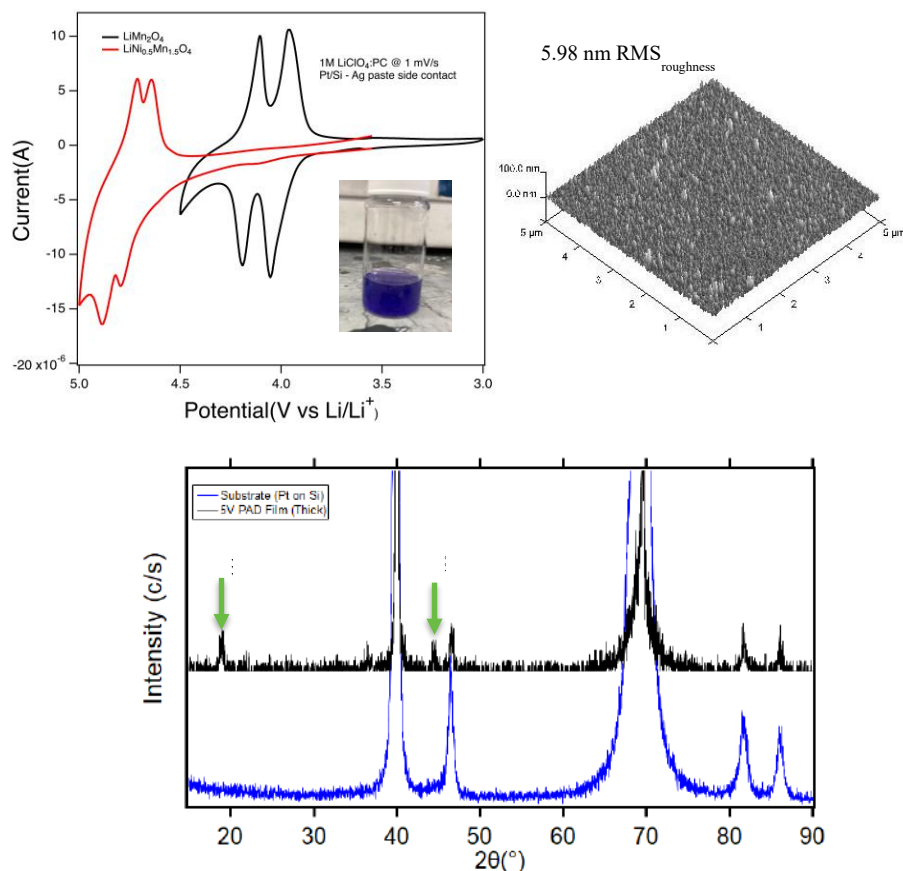 10
5
0
-5
-10
-15
-20 x10-6
Current(A)
LiMn2O4
LiNi0.5Mn1.5O4
1M LiClO4:PC @ 1 mV/s
Pt/Si - Ag paste side contact
5.0
4.5
4.0
3.5
3.0
Potential(V vs Li/Li+)
5.98 nm RMS roughness
100.0 nm
0.0 nm
5 µm
4
3
2
1
5 µm
4
3
2
1
Substrate (Pt on Si)
5V PAD Film (Thick)
Intensity (c/s)
20
30
40
50
60
70
80
90
2θ(°)